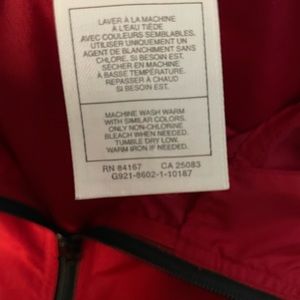 LAVER À LA MACHINE
À L'EAU TIÈDE
AVEC COULEURS SEMBLABLES.
UTILISER UNIQUEMENT UN
AGENT DE BLANCHIMENT SANS
CHLORE, SI BESOIN EST.
SÉCHER EN MACHINE
À BASSE TEMPÉRATURE.
REPASSER À CHAUD
SI BESOIN EST.
MACHINE WASH WARM
WITH SIMILAR COLORS.
ONLY NON-CHLORINE
BLEACH WHEN NEEDED.
TUMBLE DRY LOW.
WARM IRON IF NEEDED.
RN 84167 CA 25083
G921-8602-1-10187